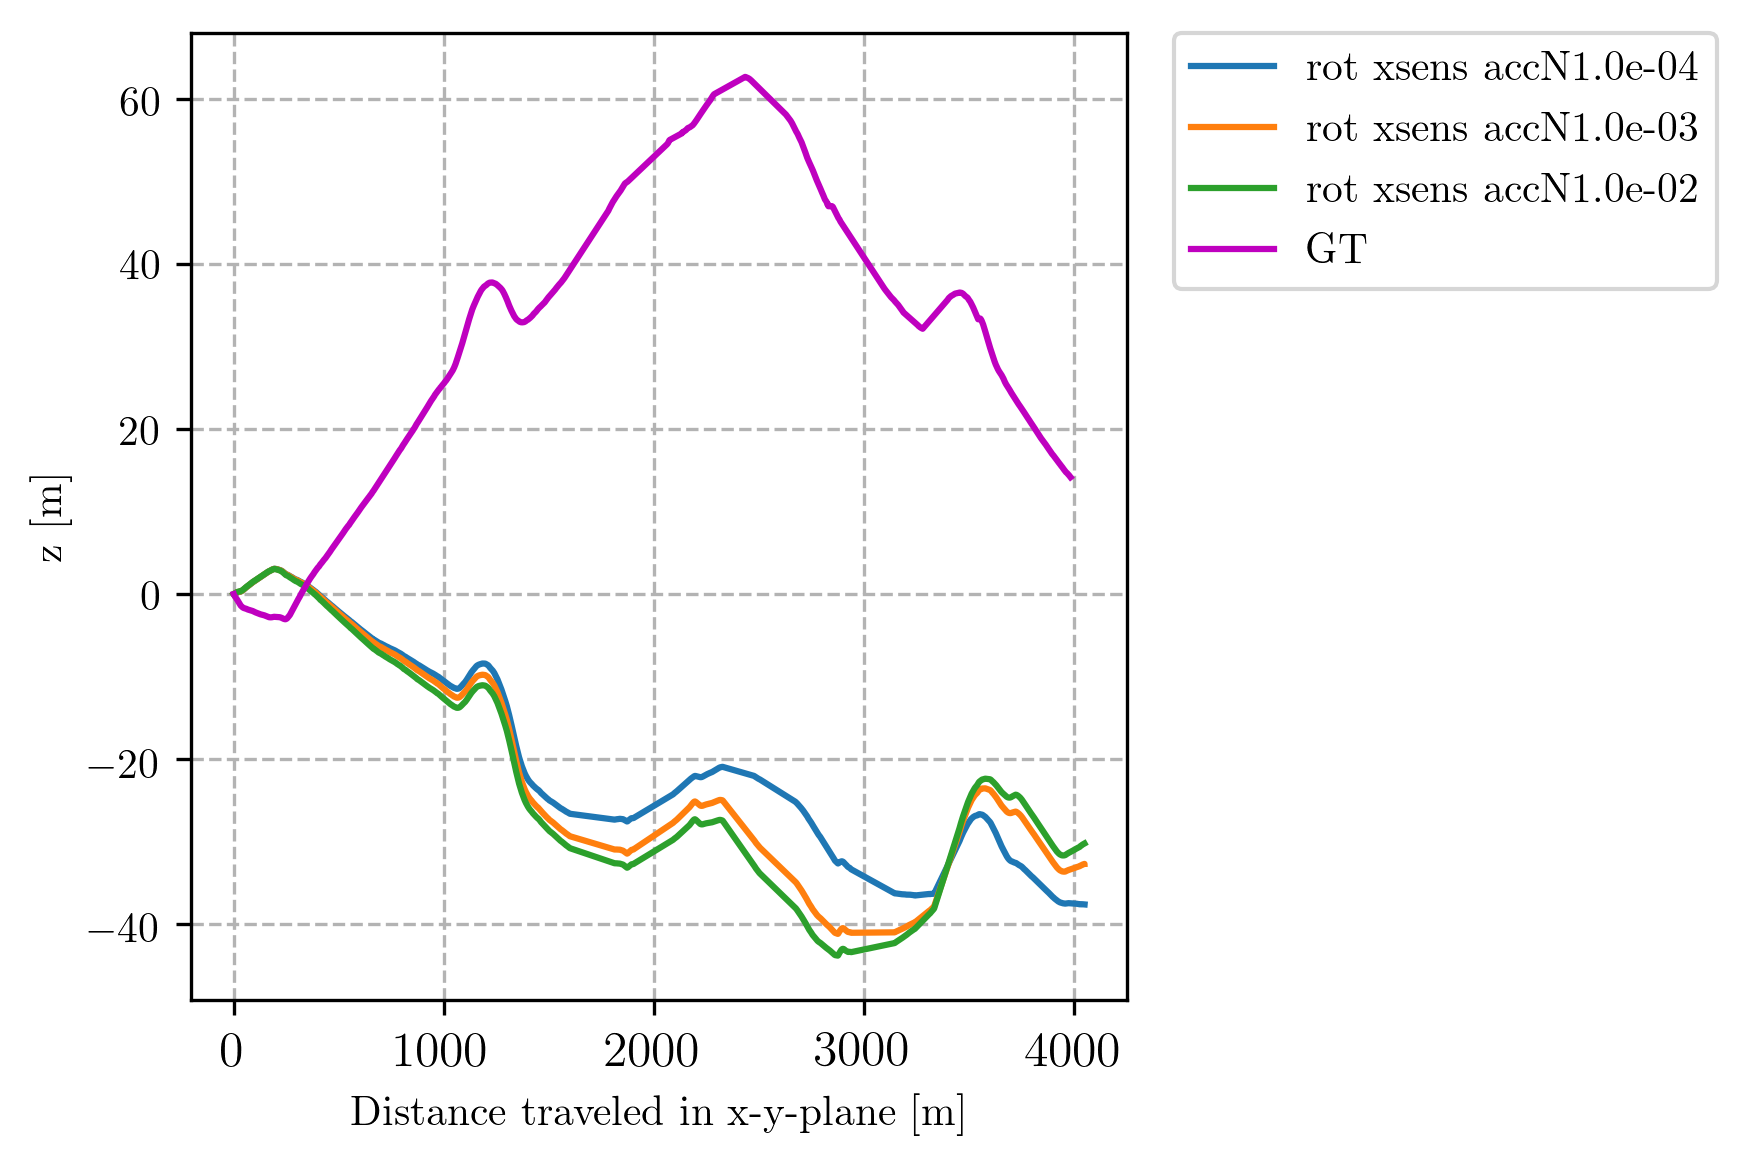 rot xsens accN1.0e-04
rot xsens accN1.0e-03
rot xsens accN1.0e-02
GT
60
40
20
0
−20
−40
z [m]
0 1000 2000 3000 4000
Distance traveled in x-y-plane [m]